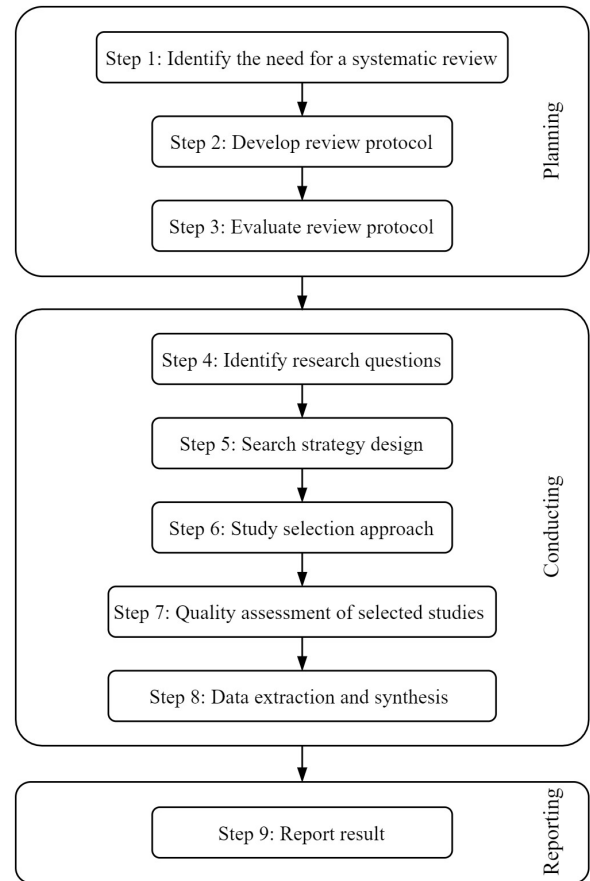 Step 1: Identify the need for a systematic review
Step 2: Develop review protocol
Step 3: Evaluate review protocol
Planning
Step 4: Identify research questions
Step 5: Search strategy design
Step 6: Study selection approach
Step 7: Quality assessment of selected studies
Step 8: Data extraction and synthesis
Conducting
Step 9: Report result
Reporting